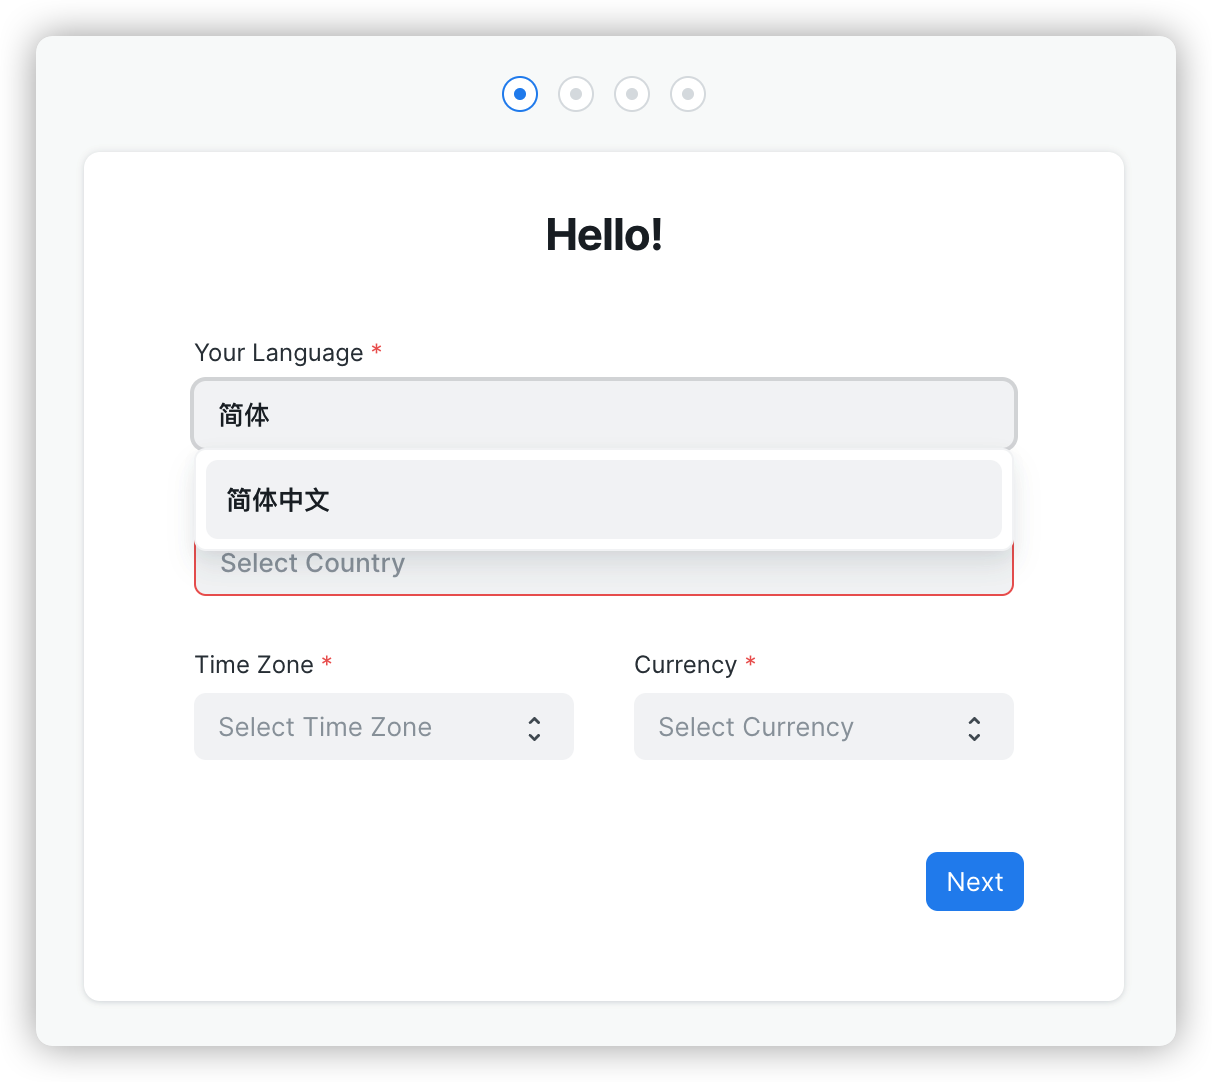 Hello!
Your Language *
简体
简体中文
Select Country
Time Zone *
Currency *
Select Time Zone
Select Currency
Next